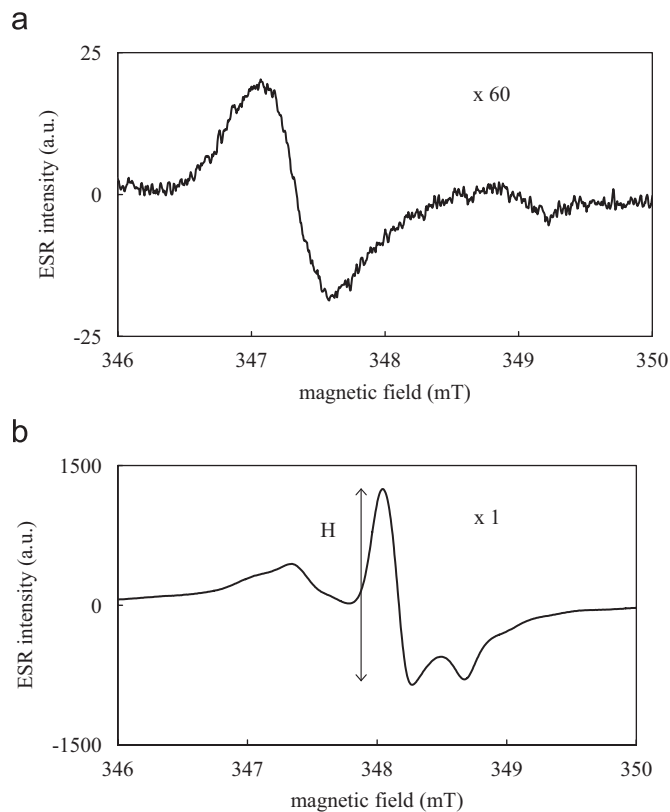 a
25
x 60
ESR intensity (a.u.)
0
-25
346 347 348 349 350
magnetic field (mT)
b
1500
H x 1
ESR intensity (a.u.)
0
-1500
346 347 348 349 350
magnetic field (mT)